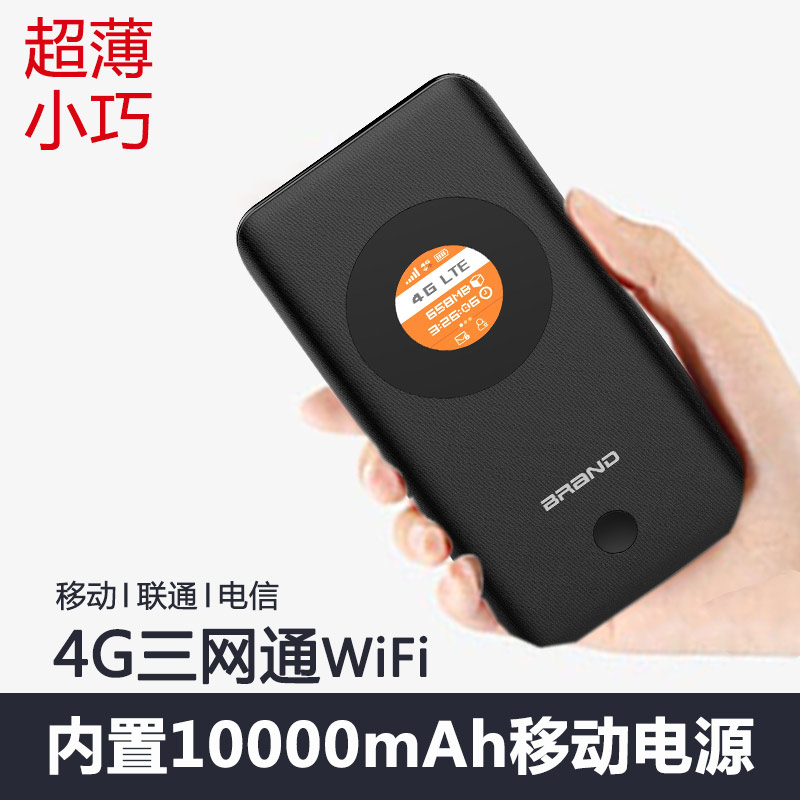 超薄
小巧
4G
4G LTE
658MB
3:26:06
BRAND
移动|联通|电信
4G三网通WiFi
内置10000mAh移动电源